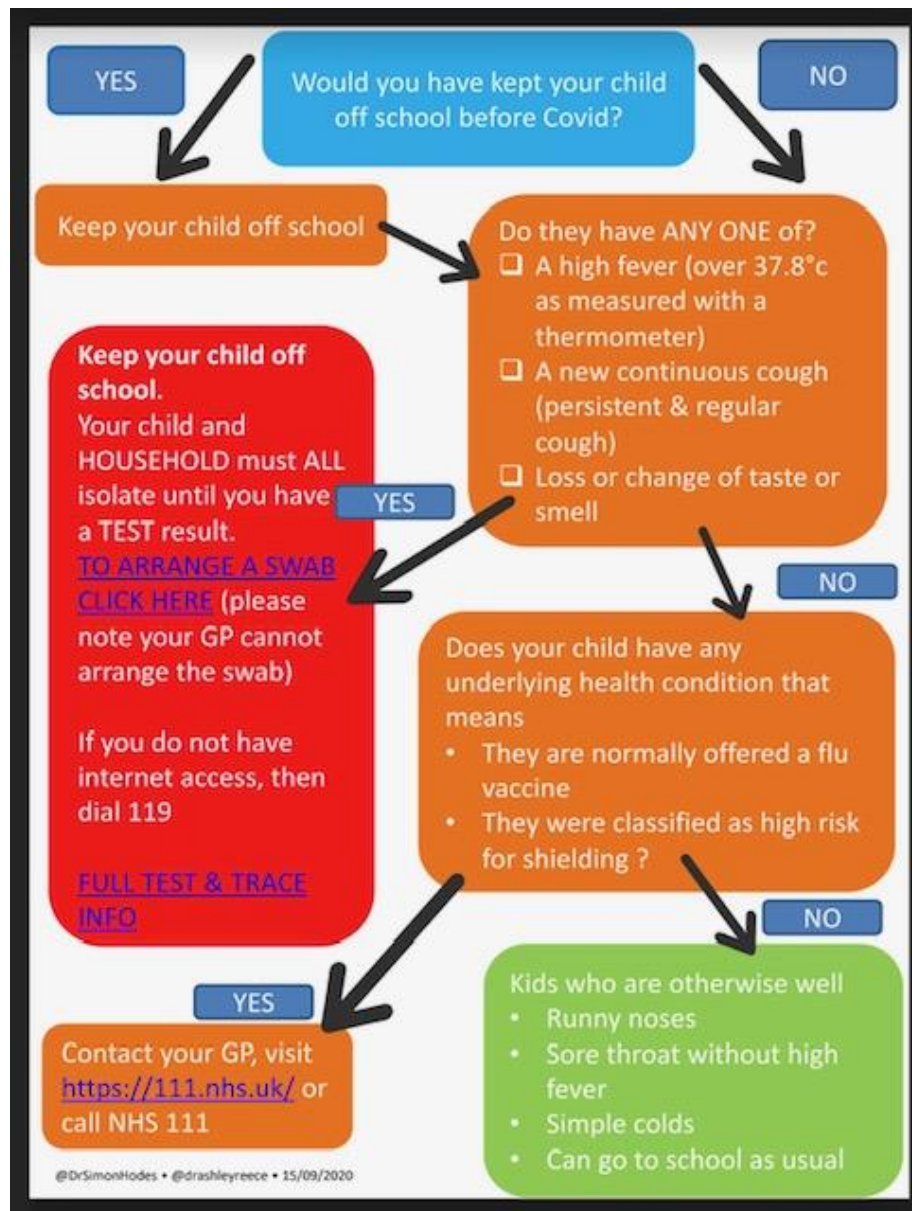 YES
Would you have kept your child
off school before Covid?
NO
Keep your child off school
Do they have ANY ONE of?
❑ A high fever (over 37.8°c
as measured with a
thermometer)
❑ A new continuous cough
(persistent & regular
cough)
❑ Loss or change of taste or
smell
Keep your child off
school.
Your child and
HOUSEHOLD must ALL
isolate until you have
a TEST result.
TO ARRANGE A SWAB
CLICK HERE (please
note your GP cannot
arrange the swab)
If you do not have
internet access, then
dial 119
FULL TEST & TRACE
INFO
YES
NO
Does your child have any
underlying health condition that
means
• They are normally offered a flu
vaccine
• They were classified as high risk
for shielding ?
NO
YES
Contact your GP, visit
https://111.nhs.uk/ or
call NHS 111
Kids who are otherwise well
• Runny noses
• Sore throat without high
fever
• Simple colds
• Can go to school as usual
@DrSimonHodes • @drashleyreece • 15/09/2020